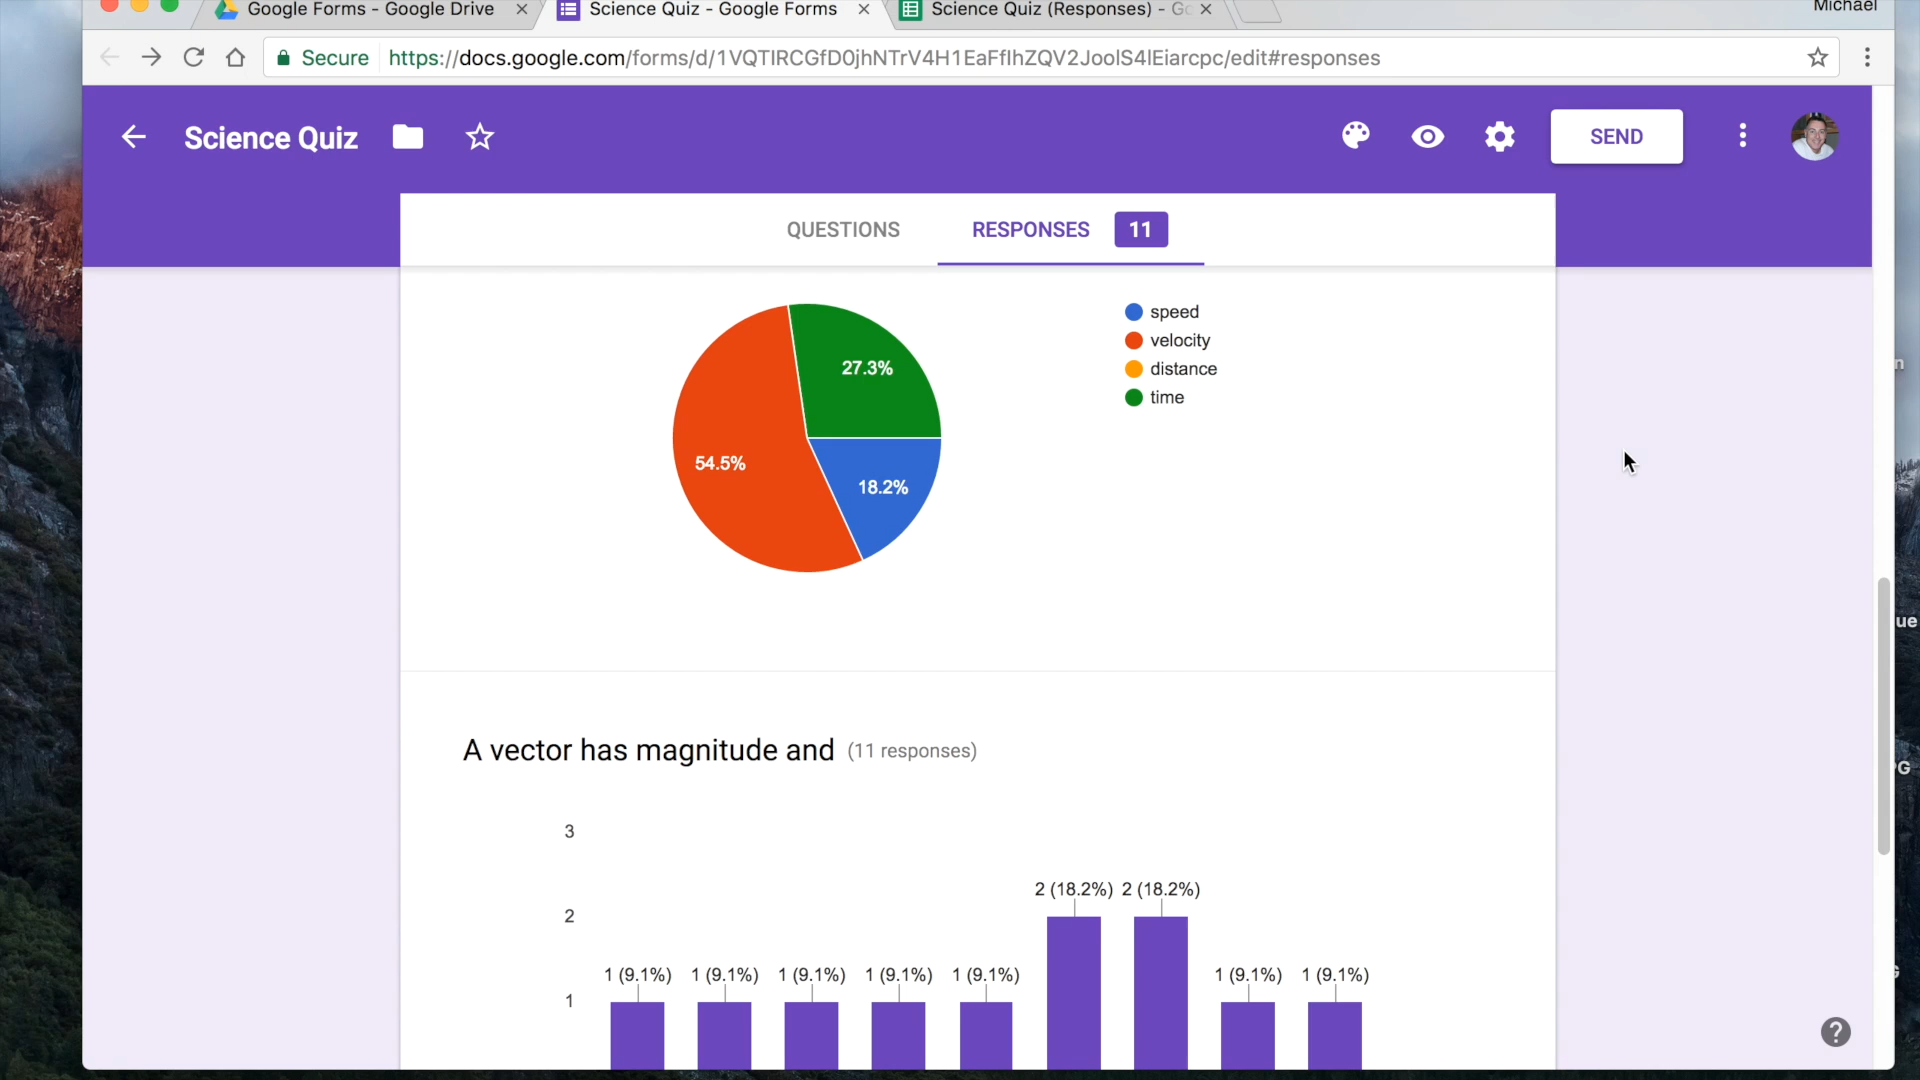 Michael
Google Forms - Google Drive
Science Quiz - Google Forms
Science Quiz (Responses) - Go
Secure
https://docs.google.com/forms/d/1VQTIRCGfD0jhNTrV4H1EaFfIhZQV2JoolS4lEiarcpc/edit#responses
Science Quiz
SEND
QUESTIONS
RESPONSES
11
27.3%
54.5%
18.2%
speed
velocity
distance
time
A vector has magnitude and (11 responses)
3
2
1
1 (9.1%)
1 (9.1%)
1 (9.1%)
1 (9.1%)
1 (9.1%)
2 (18.2%)
2 (18.2%)
1 (9.1%)
1 (9.1%)
?
n
ue